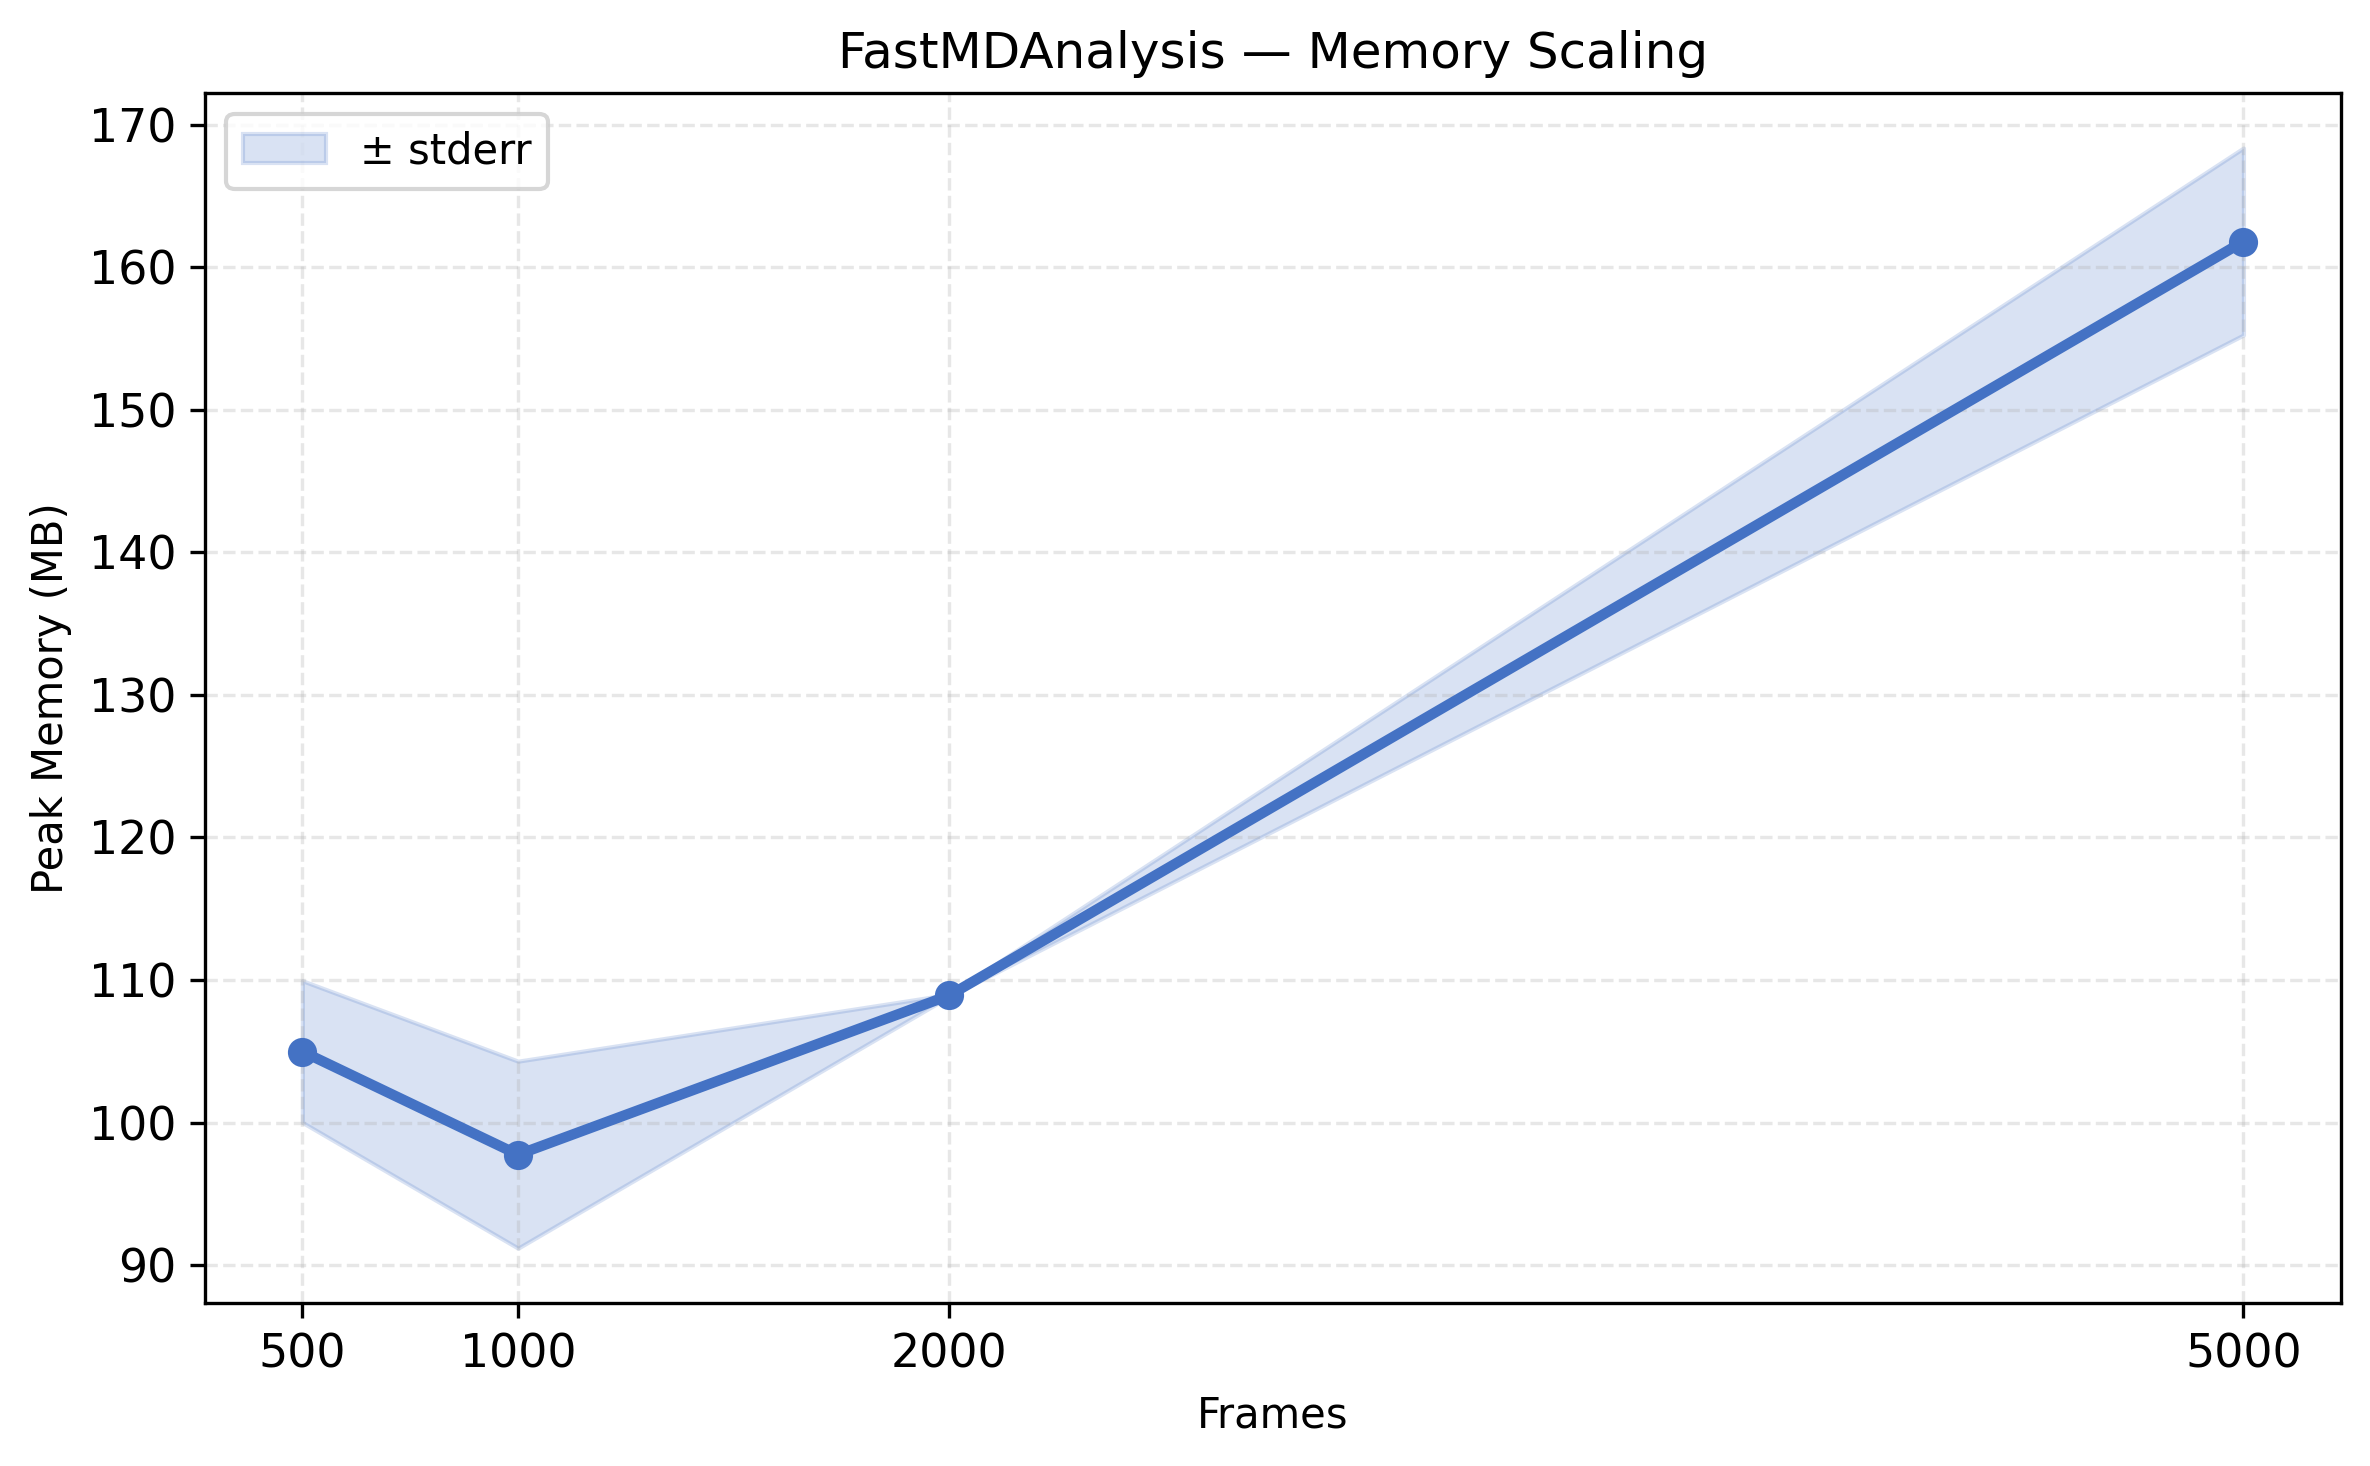 FastMDAnalysis — Memory Scaling
± stderr
170
160
150
140
130
120
110
100
90
Peak Memory (MB)
500 1000 2000 5000
Frames